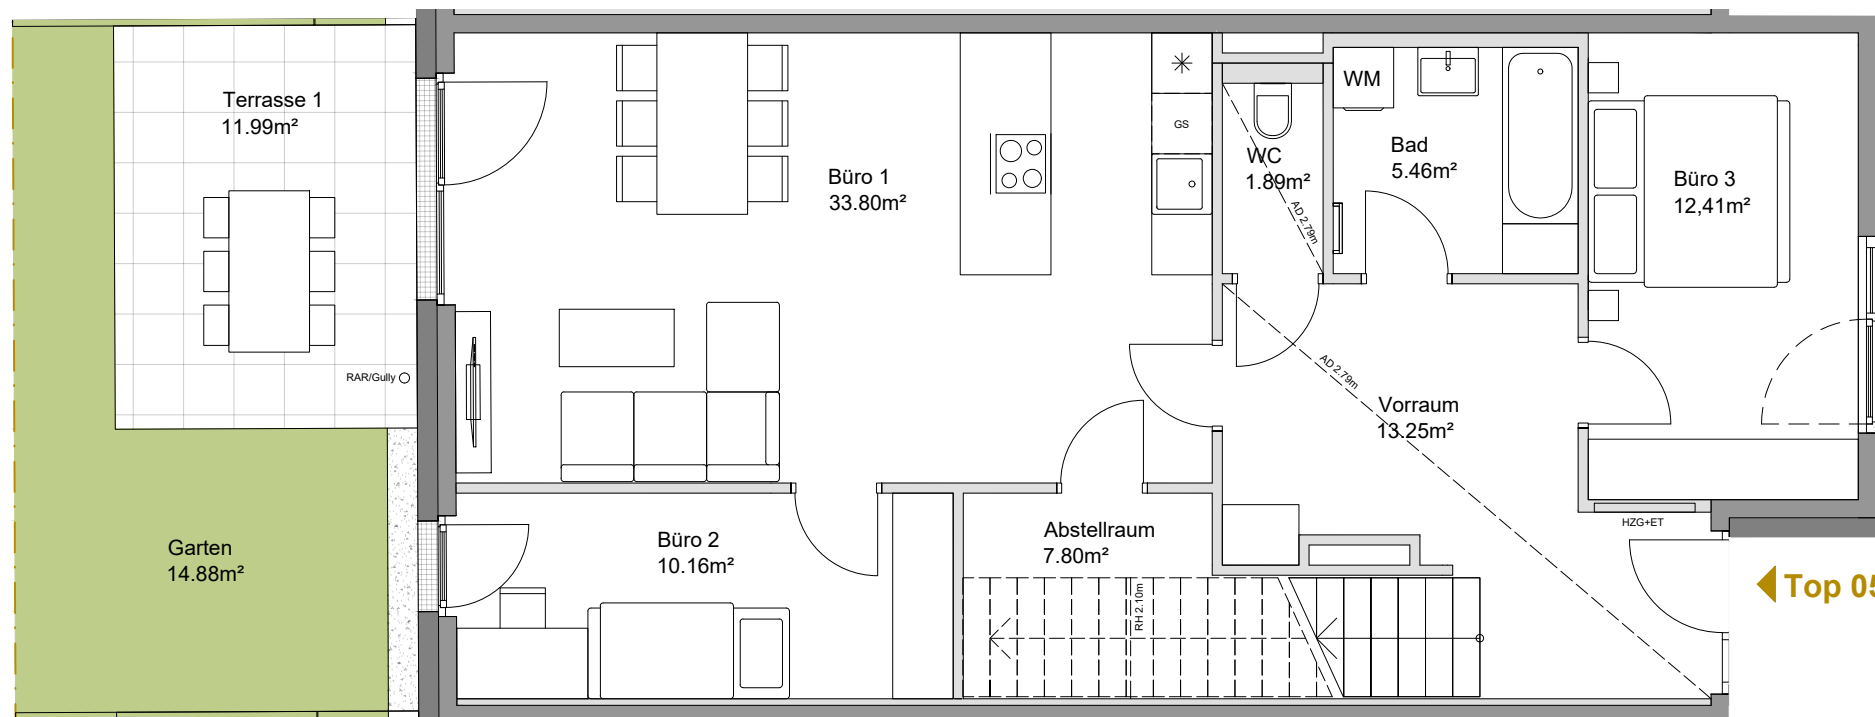 Terrasse 1
11.99m²
RAR/Gully
Garten
14.88m²
Büro 1
33.80m²
GS
WC
1.89m²
AD 2.79m
WM
Bad
5.46m²
Büro 3
12,41m²
AD 2.79m
Vorraum
13.25m²
HZG+ET
Büro 2
10.16m²
Abstellraum
7.80m²
RH 2.10m
Top 05